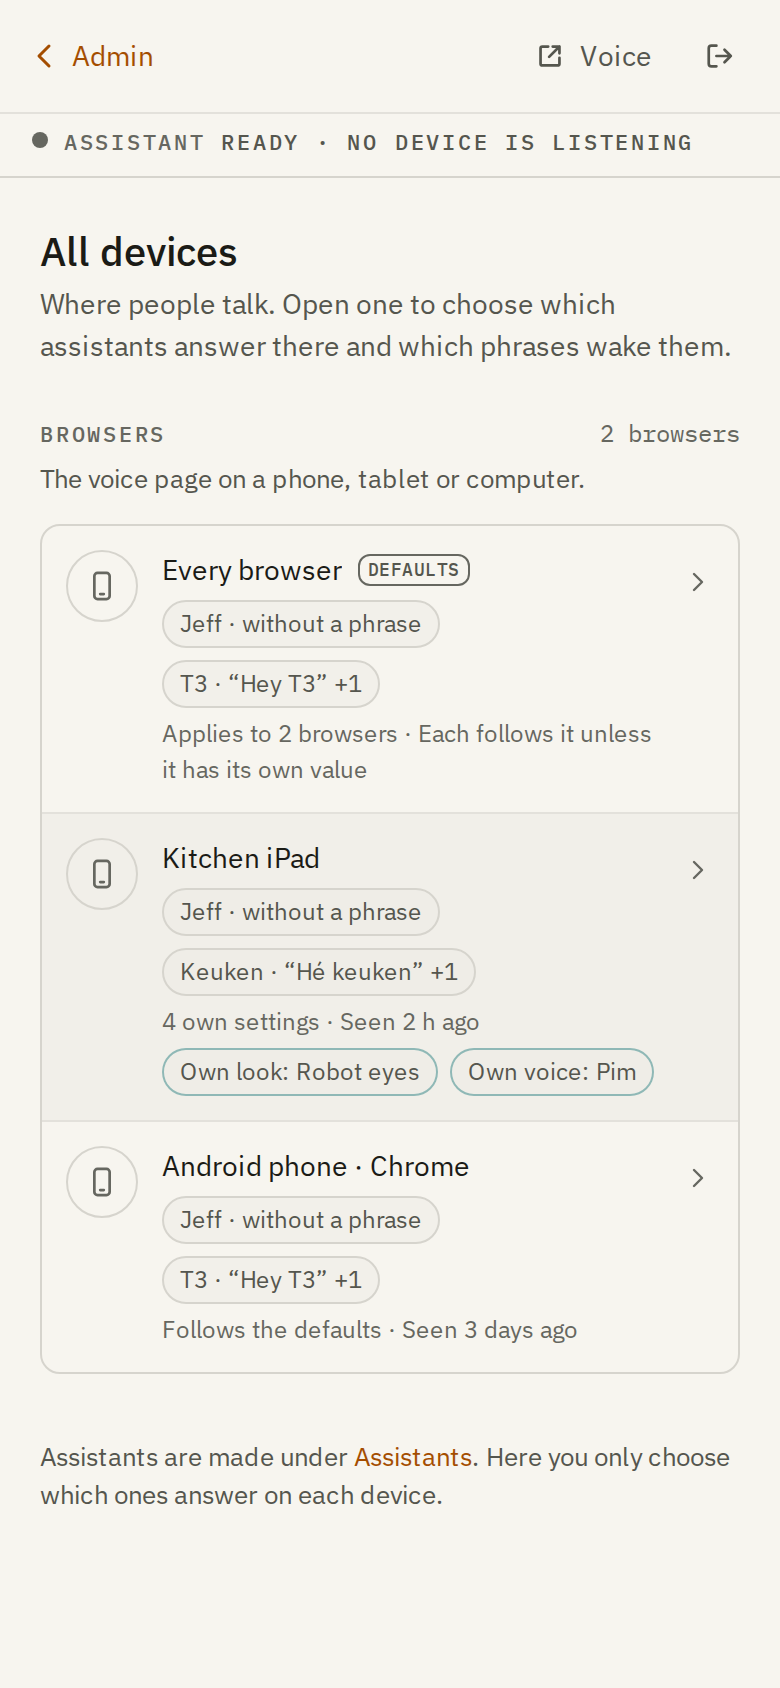 Admin
Voice
ASSISTANT READY · NO DEVICE IS LISTENING
All devices
Where people talk. Open one to choose which
assistants answer there and which phrases wake them.
BROWSERS
2 browsers
The voice page on a phone, tablet or computer.
Every browser DEFAULTS
Jeff · without a phrase
T3 · “Hey T3” +1
Applies to 2 browsers · Each follows it unless
it has its own value
Kitchen iPad
Jeff · without a phrase
Keuken · “Hé keuken” +1
4 own settings · Seen 2 h ago
Own look: Robot eyes
Own voice: Pim
Android phone · Chrome
Jeff · without a phrase
T3 · “Hey T3” +1
Follows the defaults · Seen 3 days ago
Assistants are made under Assistants. Here you only choose
which ones answer on each device.